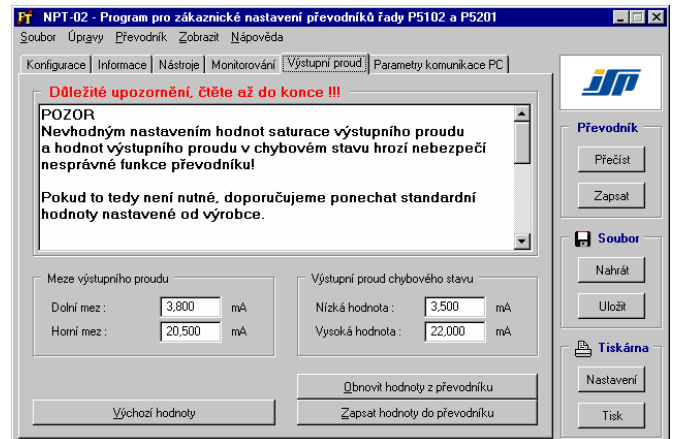 NPT-02 - Program pro zákaznické nastavení převodníků řady P5102 a P5201
Soubor Úpravy Převodník Zobrazit Nápověda
Konfigurace Informace Nástroje Monitorování Výstupní proud Parametry komunikace PC
Důležité upozornění, čtěte až do konce !!!
POZOR
Nevhodným nastavením hodnot saturace výstupního proudu
a hodnot výstupního proudu v chybovém stavu hrozí nebezpečí
nesprávné funkce převodníku!
Pokud to tedy není nutné, doporučujeme ponechat standardní
hodnoty nastavené od výrobce.
Meze výstupního proudu
Dolní mez : 3,800 mA
Horní mez : 20,500 mA
Výstupní proud chybového stavu
Nízká hodnota : 3,500 mA
Vysoká hodnota : 22,000 mA
Výchozí hodnoty
Obnovit hodnoty z převodníku
Zapsat hodnoty do převodníku
JSP
Převodník
Přečíst
Zapsat
Soubor
Nahrát
Uložit
Tiskárna
Nastavení
Tisk